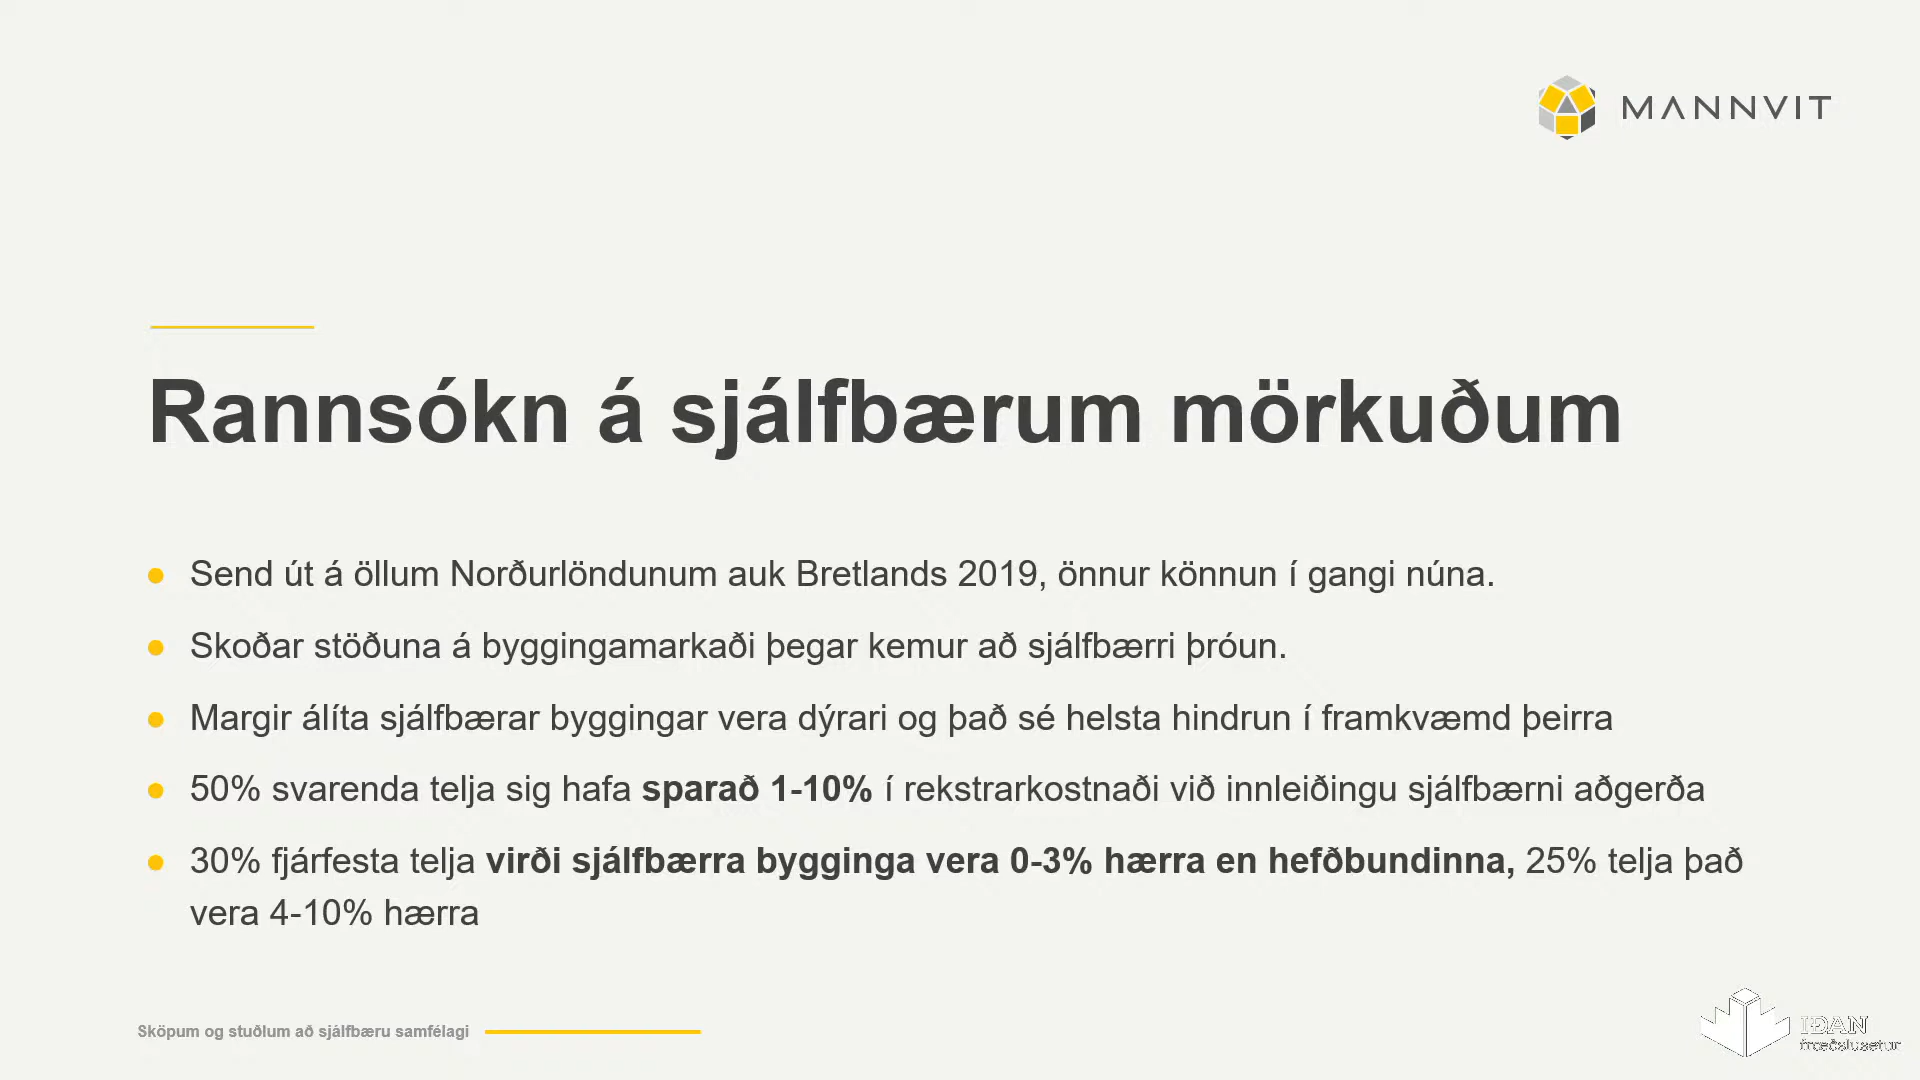 MANNVIT
Rannsókn á sjálfbærum mörkuðum
Send út á öllum Norðurlöndunum auk Bretlands 2019, önnur könnun í gangi núna.
Skoðar stöðuna á byggingamarkaði þegar kemur að sjálfbærri þróun.
Margir álíta sjálfbærar byggingar vera dýrari og það sé helsta hindrun í framkvæmd þeirra
50% svarenda telja sig hafa sparað 1-10% í rekstrarkostnaði við innleiðingu sjálfbærni aðgerða
30% fjárfesta telja virði sjálfbærra bygginga vera 0-3% hærra en hefðbundinna, 25% telja það
vera 4-10% hærra
Sköpum og stuðlum að sjálfbæru samfélagi
IÐAN
fræðslusetur